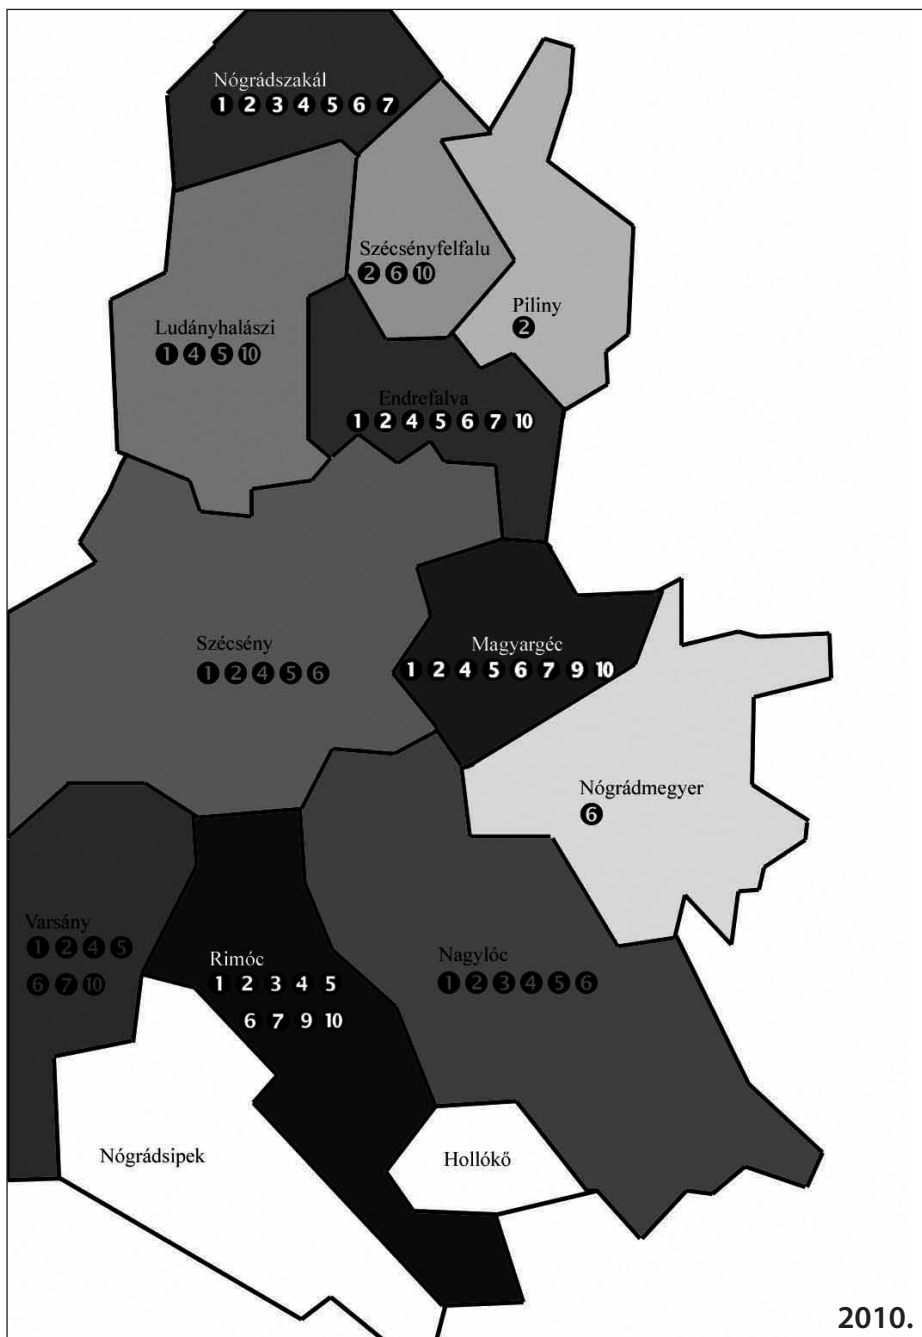 Nógrádszakál
1 2 3 4 5 6 7
Szécsényfelfalu
2 6 10
Piliny
2
Ludányhalászi
1 4 5 10
Endrefalva
1 2 4 5 6 7 10
Szécsény
1 2 4 5 6
Magyargéc
1 2 4 5 6 7 9 10
Nógrádmegyer
6
Varsány
1 2 4 5
6 7 10
Rimóc
1 2 3 4 5
6 7 9 10
Nagylóc
1 2 3 4 5 6
Nógrádsipek
Hollókő
2010.